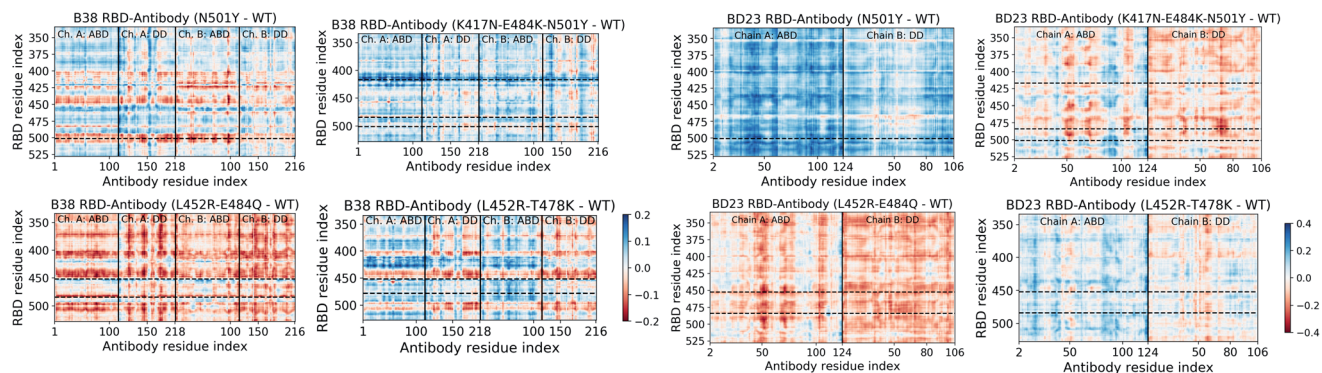 B38 RBD-Antibody (N501Y - WT)
Ch. A: ABD Ch. A: DD Ch. B: ABD Ch. B: DD
RBD residue index
350
375
400
425
450
475
500
525
1 100 150 218 100 150 216
Antibody residue index
B38 RBD-Antibody (K417N-E484K-N501Y - WT)
Ch. A: ABD Ch. A: DD Ch. B: ABD Ch. B: DD
RBD residue index
350
400
450
500
1 100 150 218 100 150 216
Antibody residue index
BD23 RBD-Antibody (N501Y - WT)
Chain A: ABD Chain B: DD
RBD residue index
350
375
400
425
450
475
500
525
2 50 100 124 50 80 106
Antibody residue index
BD23 RBD-Antibody (K417N-E484K-N501Y - WT)
Chain A: ABD Chain B: DD
RBD residue index
350
375
400
425
450
475
500
525
2 50 100 124 50 80 106
Antibody residue index
B38 RBD-Antibody (L452R-E484Q - WT)
Ch. A: ABD Ch. A: DD Ch. B: ABD Ch. B: DD
RBD residue index
350
400
450
500
1 100 150 218 100 150 216
Antibody residue index
B38 RBD-Antibody (L452R-T478K - WT)
Ch. A: ABD Ch. A: DD Ch. B: ABD Ch. B: DD
RBD residue index
350
400
450
500
1 100 150 218 100 150 216
Antibody residue index
0.2
0.1
0.0
−0.1
−0.2
BD23 RBD-Antibody (L452R-E484Q - WT)
Chain A: ABD Chain B: DD
RBD residue index
350
375
400
425
450
475
500
525
2 50 100 124 50 80 106
Antibody residue index
BD23 RBD-Antibody (L452R-T478K - WT)
Chain A: ABD Chain B: DD
RBD residue index
350
400
450
500
2 50 100 124 50 80 106
Antibody residue index
0.4
0.2
0.0
−0.2
−0.4